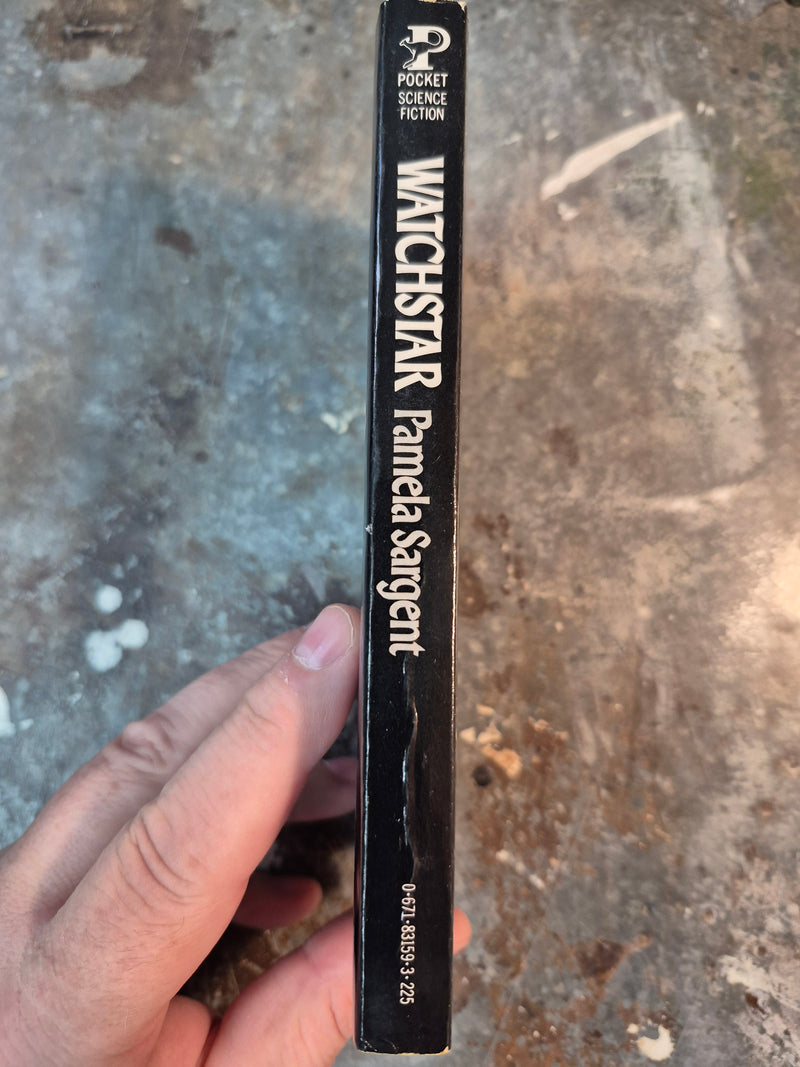 P
POCKET
SCIENCE
FICTION
WATCHSTAR Pamela Sargent
0-671-83159-3-225